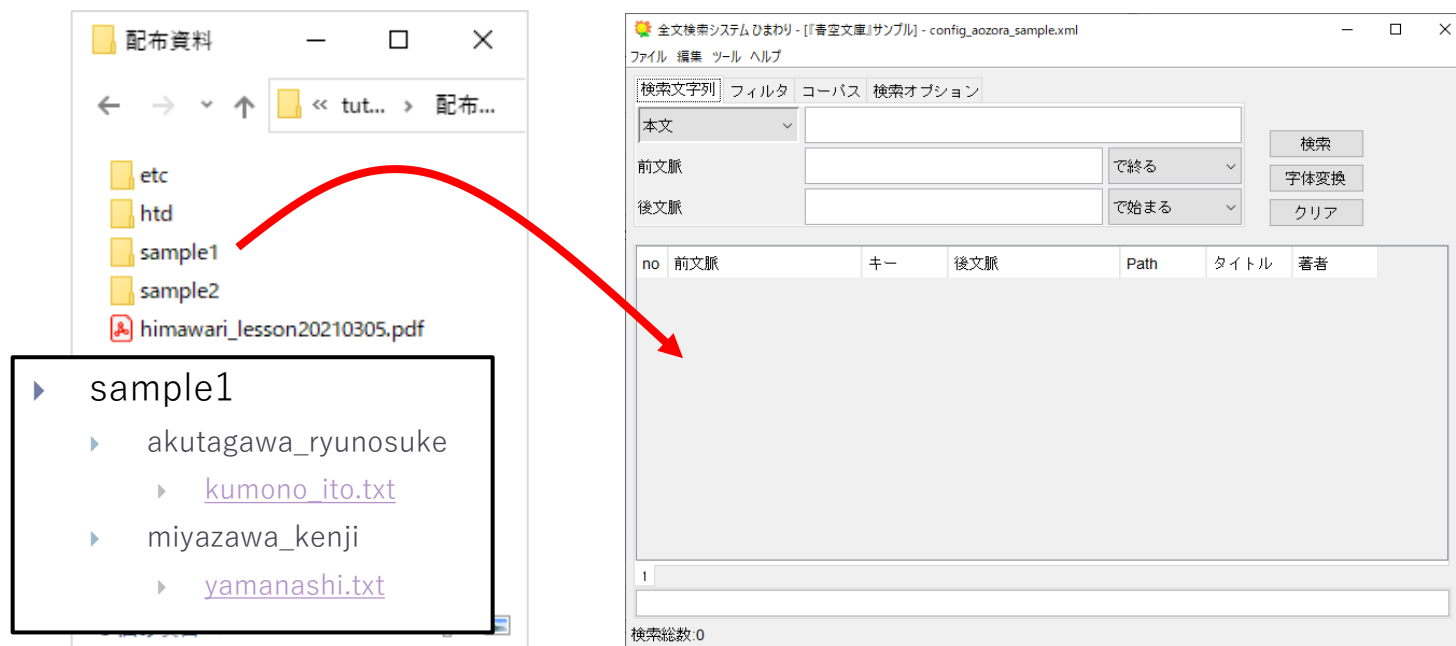 配布資料
« tut... › 配布...
etc
htd
sample1
sample2
himawari_lesson20210305.pdf
sample1
akutagawa_ryunosuke
kumono_ito.txt
miyazawa_kenji
yamanashi.txt
全文検索システム ひまわり - [『青空文庫』サンプル] - config_aozora_sample.xml
ファイル 編集 ツール ヘルプ
検索文字列 フィルタ コーパス 検索オプション
本文
検索
前文脈 で終る
字体変換
後文脈 で始まる
クリア
no 前文脈 キー 後文脈 Path タイトル 著者
1
検索総数:0